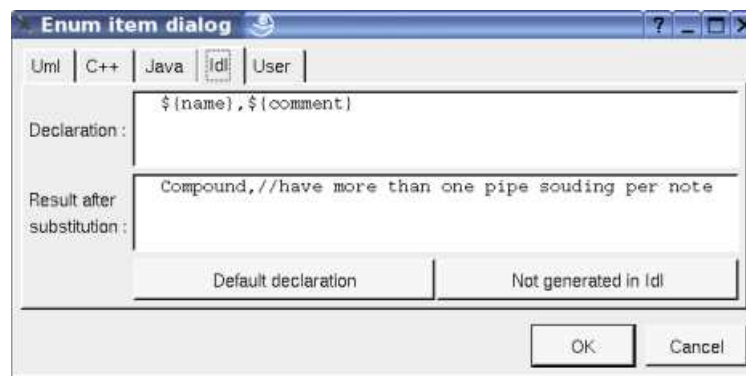 Enum item dialog
Uml C++ Java Idl User
Declaration :
${name},${comment}
Result after
substitution :
Compound,//have more than one pipe souding per note
Default declaration Not generated in Idl
OK Cancel